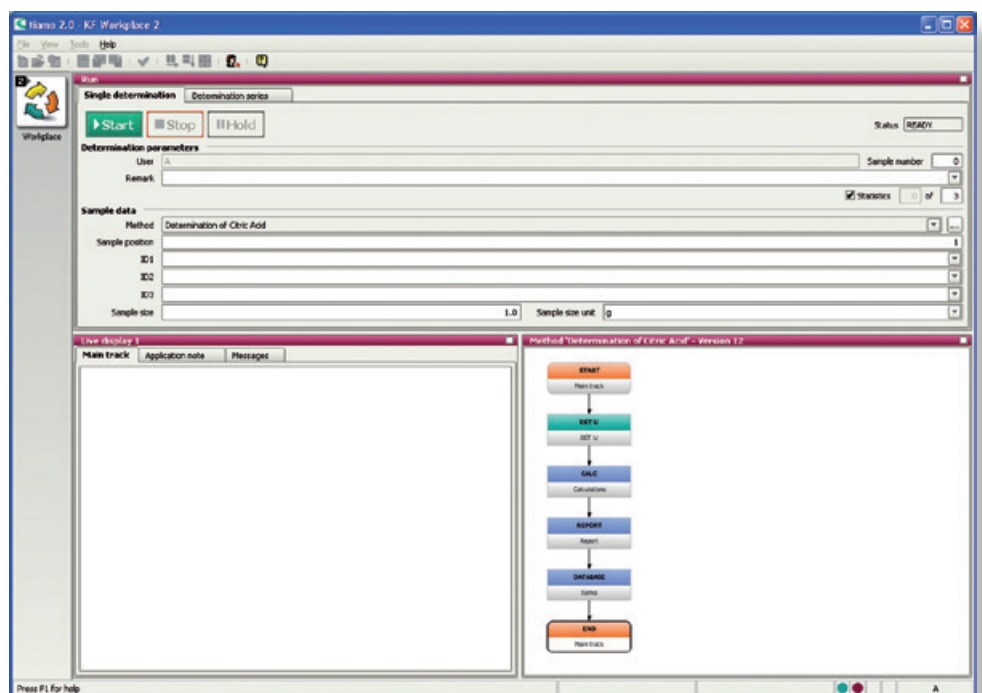 tiamo 2.0 - KF Workplace 2
File View Tools Help
2
Workplace
Run
Single determination Determination series
Start Stop Hold
Status READY
Determination parameters
User A Sample number 0
Remark
Statistics 0 of 3
Sample data
Method Determination of Citric Acid ...
Sample position 1
ID1
ID2
ID3
Sample size 1.0 Sample size unit g
Live display 1
Main track Application note Messages
Method "Determination of Citric Acid" - Version 12
START
Main track
DET U
DET U
CALC
Calculations
REPORT
Report
DATABASE
tiamo
END
Main track
Press F1 for help A